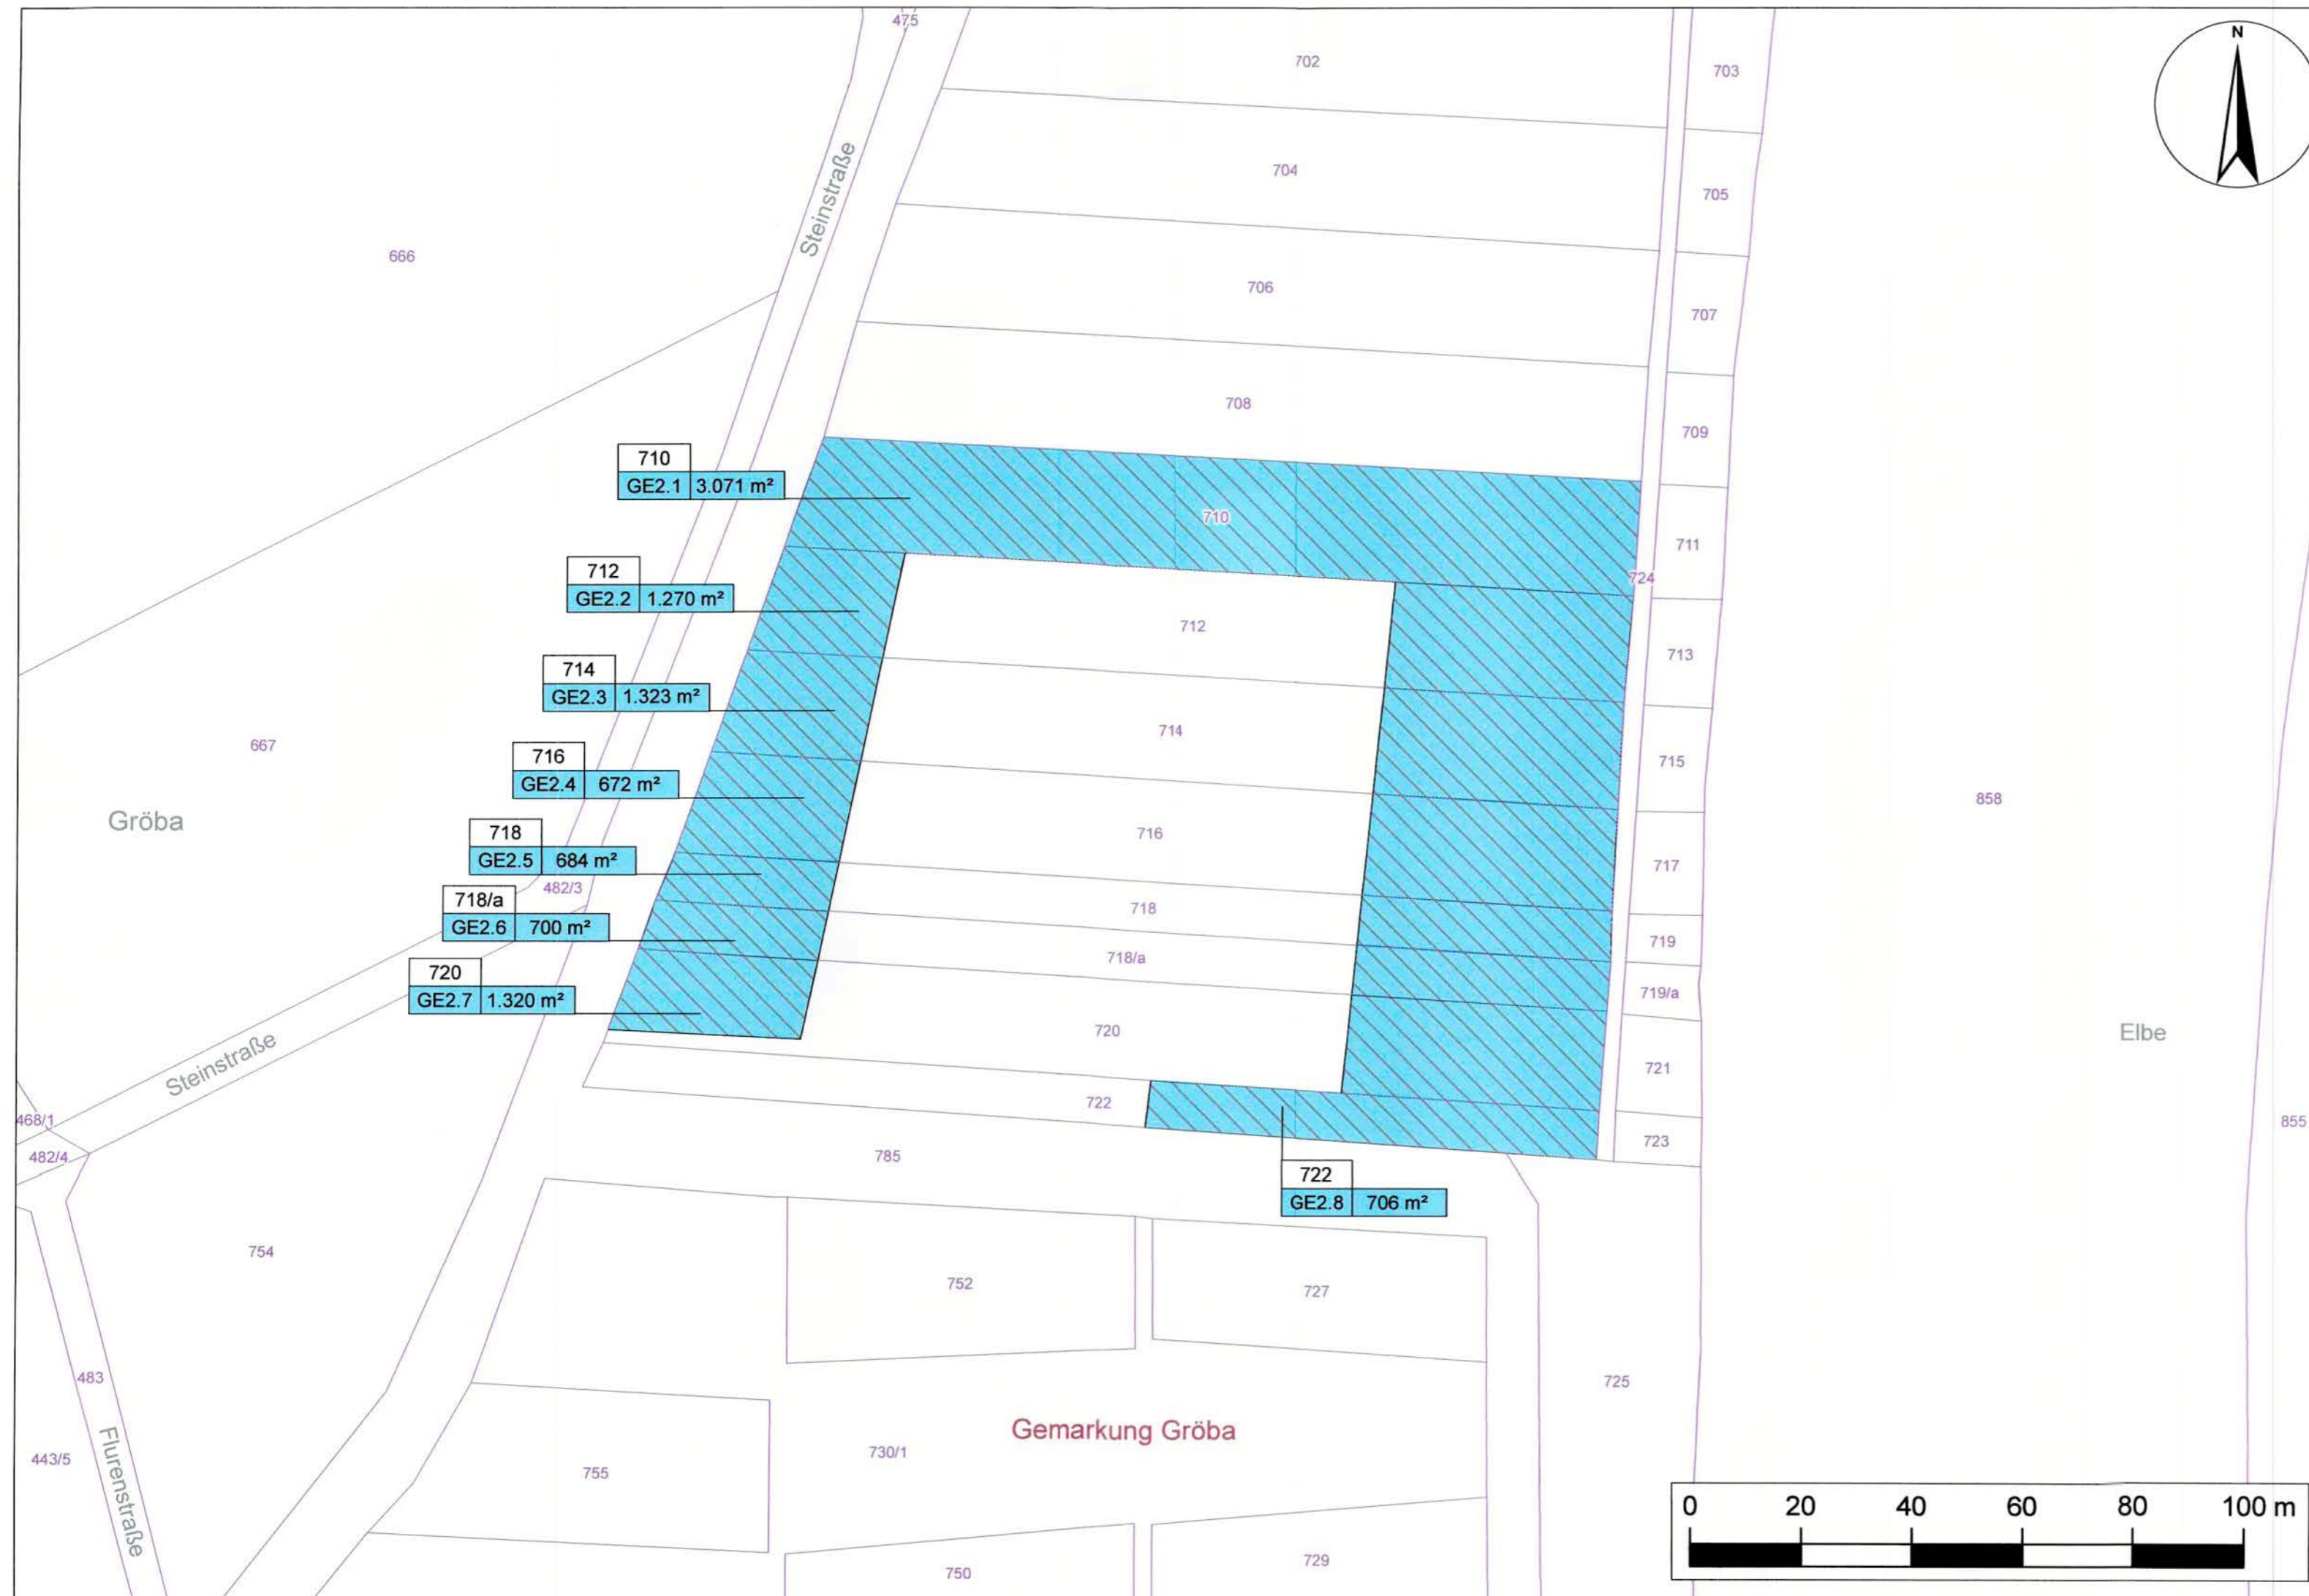 475
702
N
703
704
705
Steinstraße
666
706
707
708
709
710
GE2.1 3.071 m²
710
711
712
GE2.2 1.270 m²
724
712
713
714
GE2.3 1.323 m²
714
715
667
716
GE2.4 672 m²
858
Gröba
716
717
718
GE2.5 684 m²
482/3
718
718/a
GE2.6 700 m²
719
718/a
720
GE2.7 1.320 m²
719/a
720
Elbe
Steinstraße
721
722
468/1
855
723
482/4
785
722
GE2.8 706 m²
754
752
727
483
725
Gemarkung Gröba
730/1
443/5
755
Flurenstraße
0 20 40 60 80 100 m
750
729